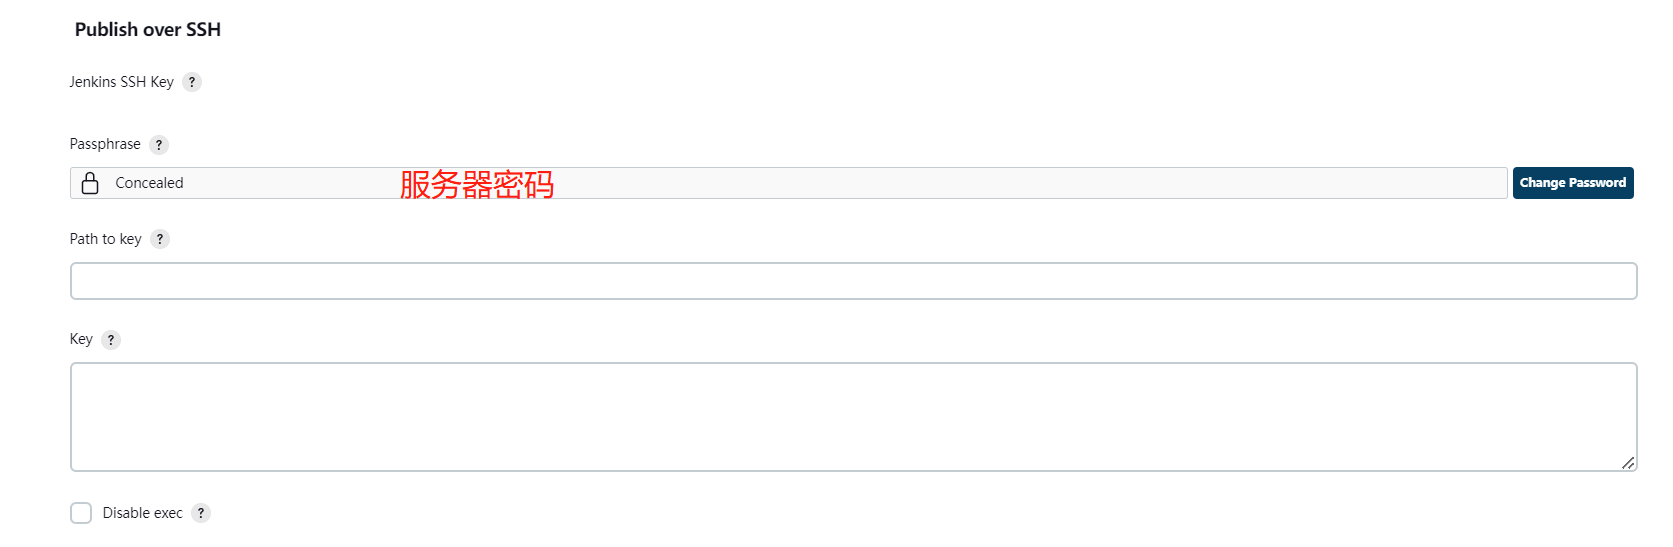 Publish over SSH
Jenkins SSH Key ?
Passphrase ?
Concealed 服务器密码 Change Password
Path to key ?
Key ?
Disable exec ?